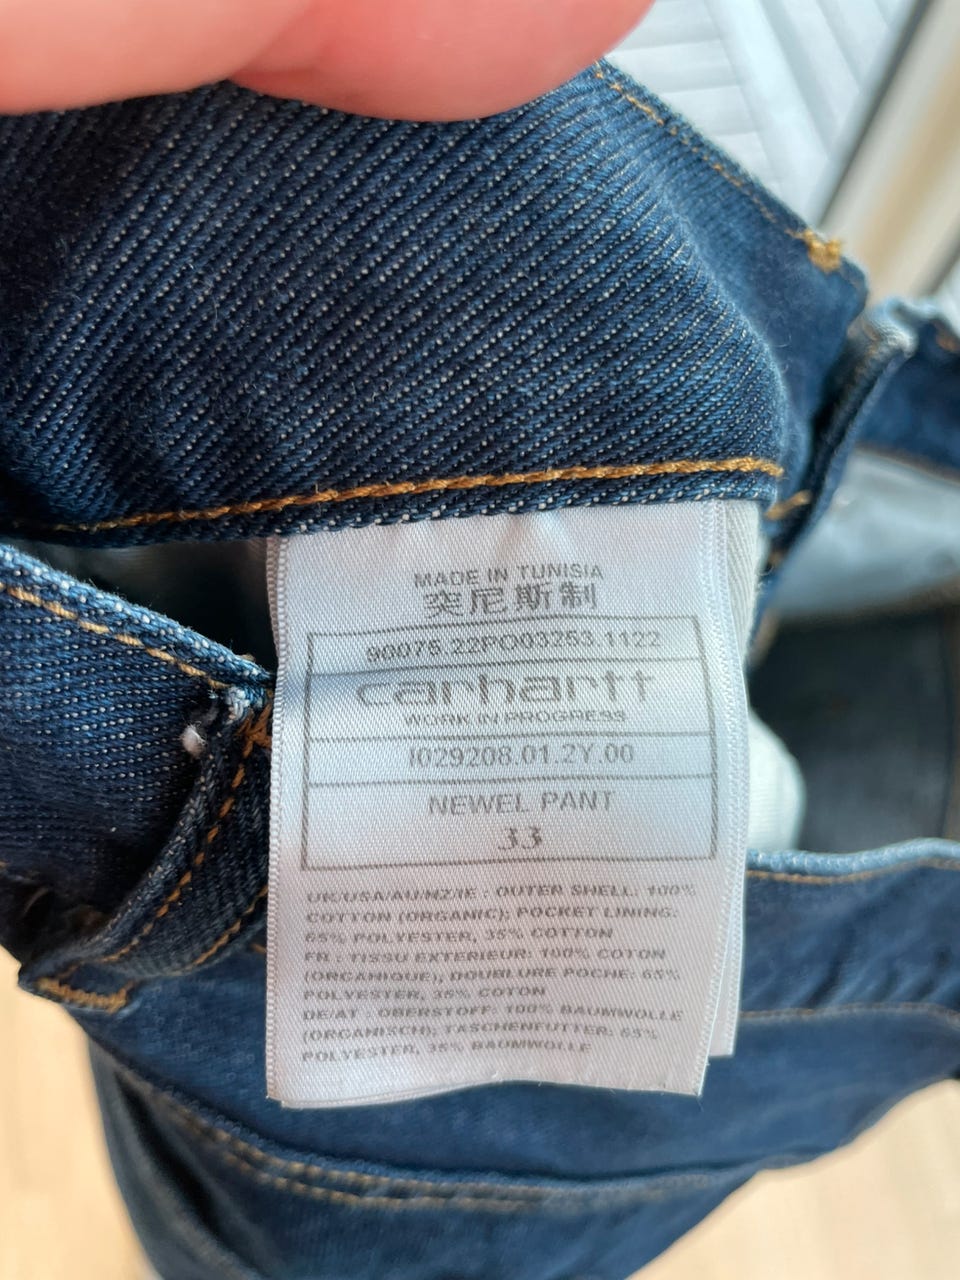 MADE IN TUNISIA
突尼斯制
90075.22PO03253.1122
carhartt
WORK IN PROGRESS
I029208.01.2Y.00
NEWEL PANT
33
UK/USA/AU/NZ/IE : OUTER SHELL: 100%
COTTON (ORGANIC); POCKET LINING:
65% POLYESTER, 35% COTTON
FR : TISSU EXTERIEUR: 100% COTON
(ORGANIQUE), DOUBLURE POCHE: 65%
POLYESTER, 35% COTON
DE/AT : OBERSTOFF: 100% BAUMWOLLE
(ORGANISCH); TASCHENFUTTER: 65%
POLYESTER, 35% BAUMWOLLE